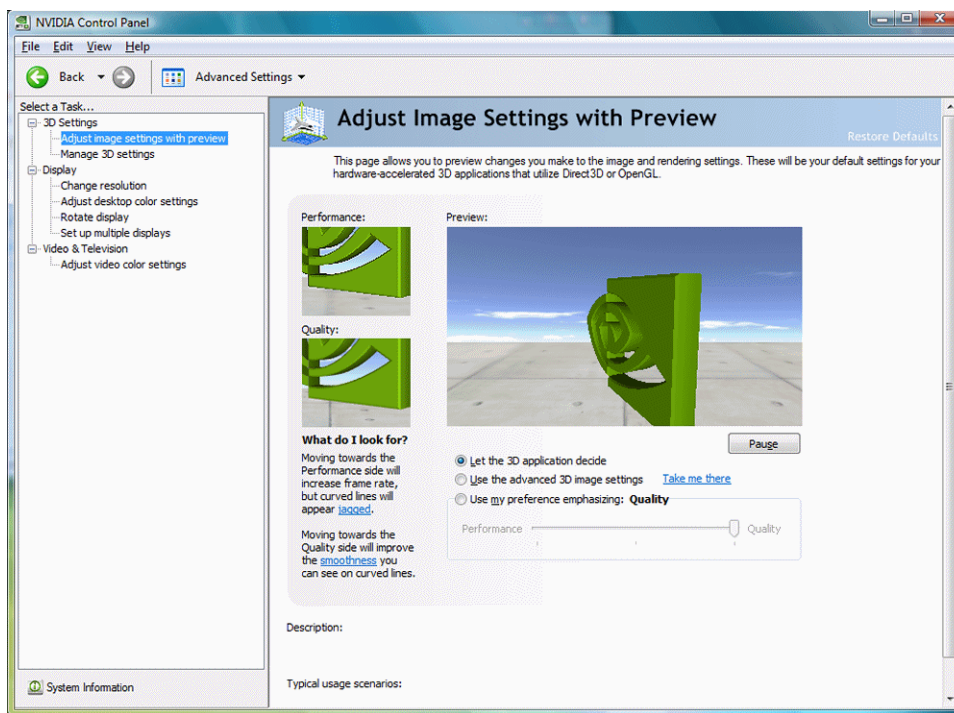 NVIDIA Control Panel
File Edit View Help
Back Advanced Settings
Select a Task...
3D Settings
Adjust image settings with preview
Manage 3D settings
Display
Change resolution
Adjust desktop color settings
Rotate display
Set up multiple displays
Video & Television
Adjust video color settings
System Information
Adjust Image Settings with Preview
Restore Defaults
This page allows you to preview changes you make to the image and rendering settings. These will be your default settings for your
hardware-accelerated 3D applications that utilize Direct3D or OpenGL.
Performance:
Quality:
What do I look for?
Moving towards the
Performance side will
increase frame rate,
but curved lines will
appear jagged.
Moving towards the
Quality side will improve
the smoothness you
can see on curved lines.
Preview:
Pause
Let the 3D application decide
Use the advanced 3D image settings Take me there
Use my preference emphasizing: Quality
Performance Quality
Description:
Typical usage scenarios: